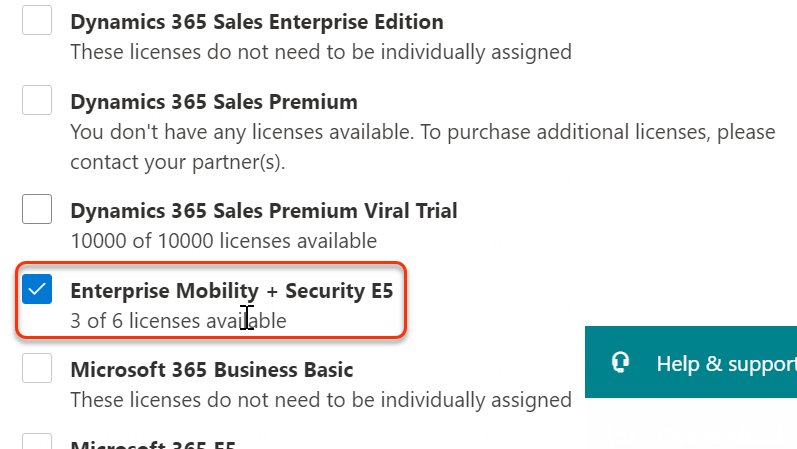 Dynamics 365 Sales Enterprise Edition
These licenses do not need to be individually assigned
Dynamics 365 Sales Premium
You don't have any licenses available. To purchase additional licenses, please
contact your partner(s).
Dynamics 365 Sales Premium Viral Trial
10000 of 10000 licenses available
Enterprise Mobility + Security E5
3 of 6 licenses available
Help & support
Microsoft 365 Business Basic
These licenses do not need to be individually assigned
Microsoft 365 E5